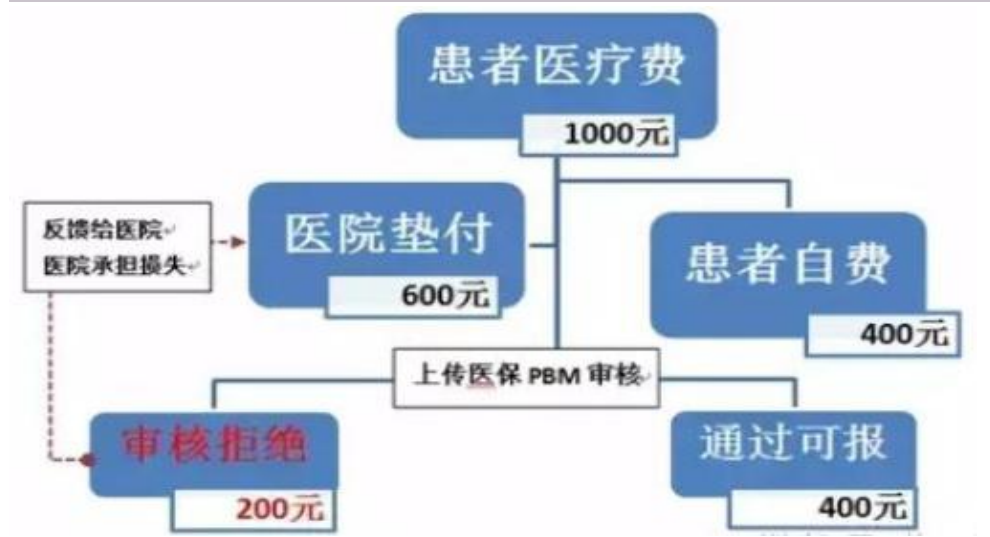 患者医疗费
1000元
反馈给医院
医院承担损失
医院垫付
600元
患者自费
400元
上传医保 PBM 审核
审核拒绝
200元
通过可报
400元